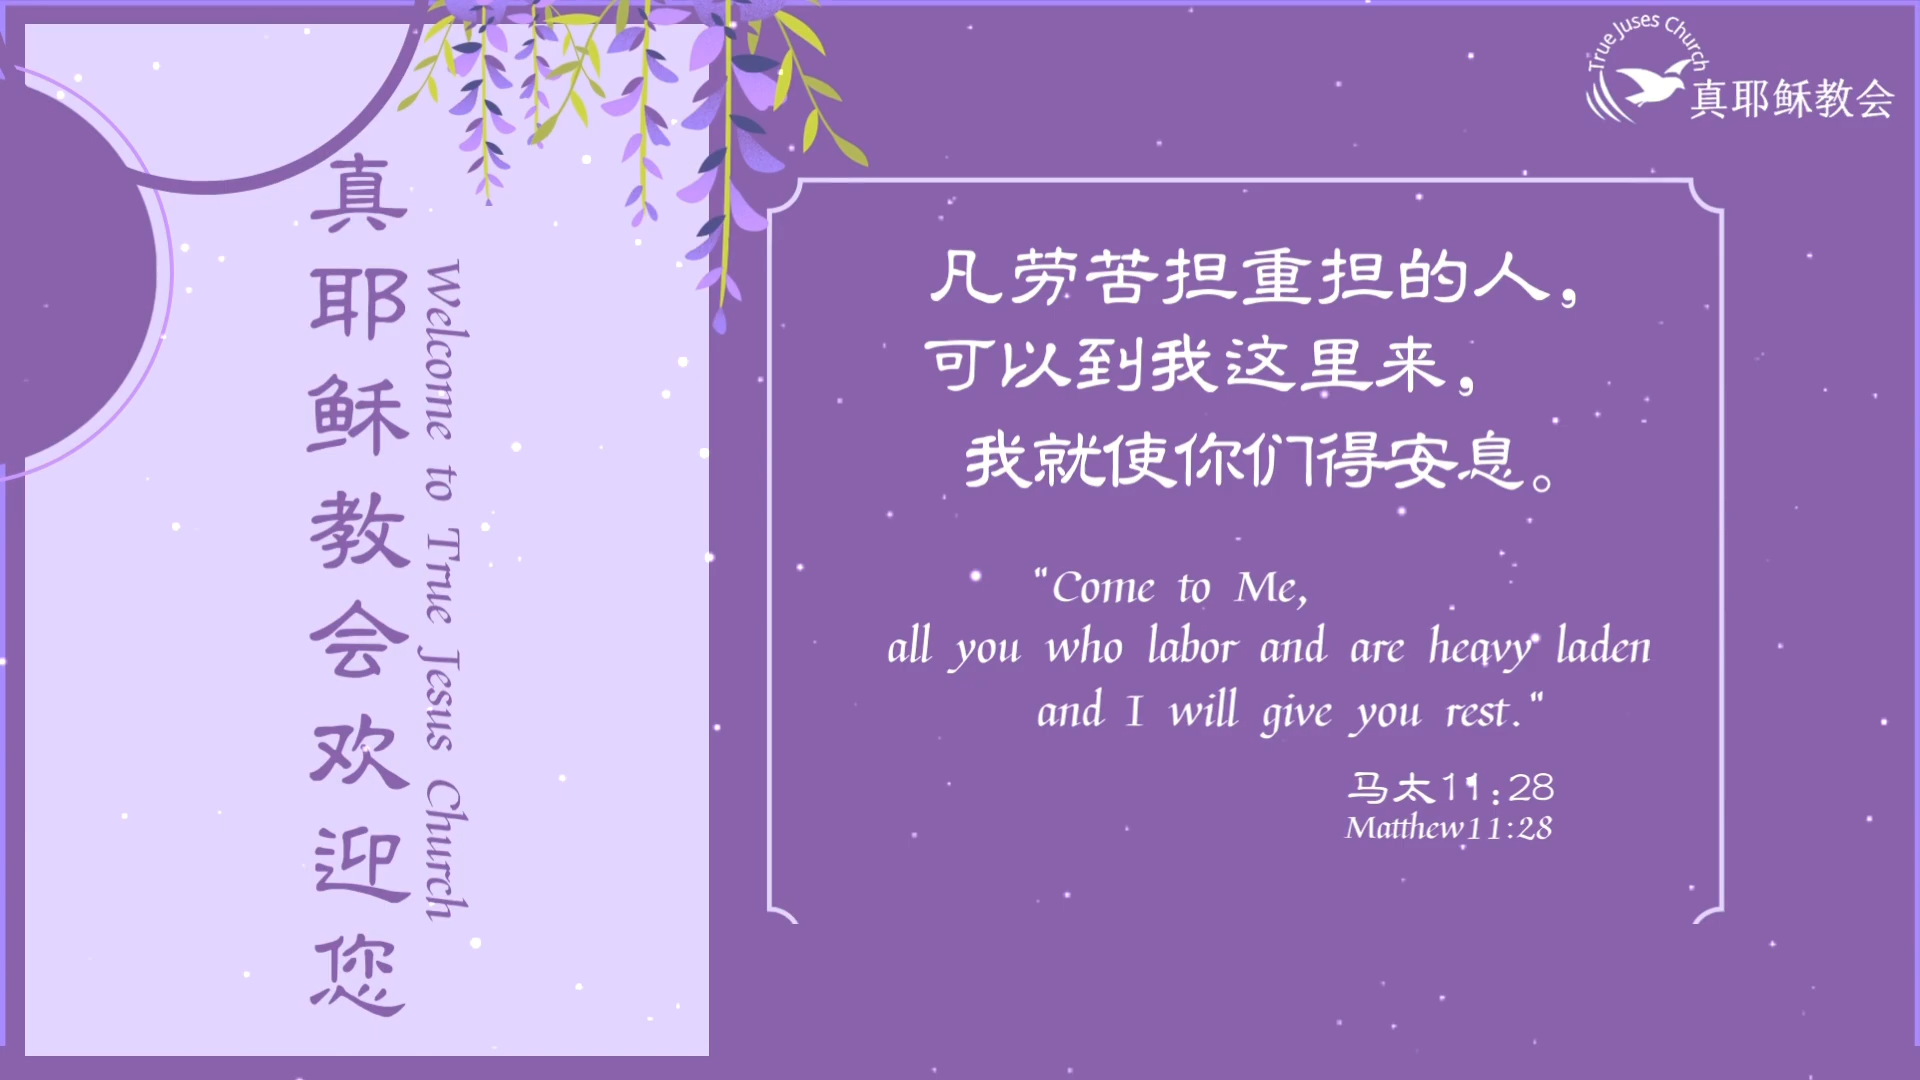 真耶稣教会欢迎您
Welcome to True Jesus Church
True Juses Church
真耶稣教会
凡劳苦担重担的人，
可以到我这里来，
我就使你们得安息。
"Come to Me,
all you who labor and are heavy laden
and I will give you rest."
马太11:28
Matthew11:28